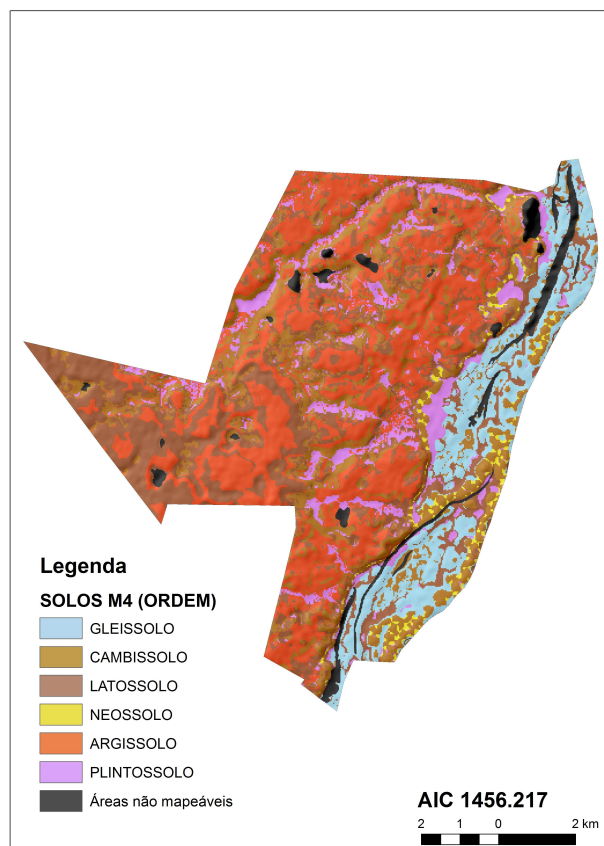 Legenda
SOLOS M4 (ORDEM)
GLEISSOLO
CAMBISSOLO
LATOSSOLO
NEOSSOLO
ARGISSOLO
PLINTOSSOLO
Áreas não mapeáveis
AIC 1456.217
2 1 0 2 km